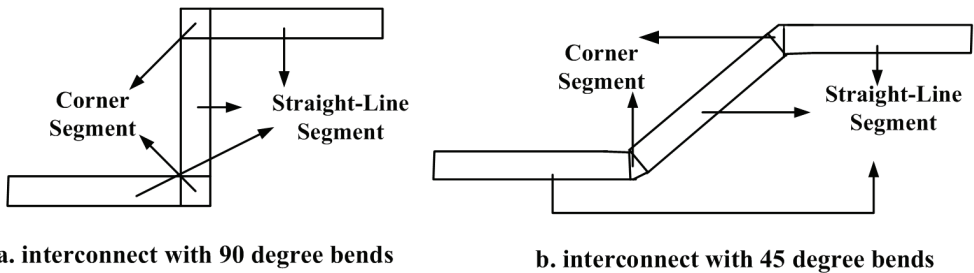 Corner
Segment
Straight-Line
Segment
a. interconnect with 90 degree bends
Corner
Segment
Straight-Line
Segment
b. interconnect with 45 degree bends